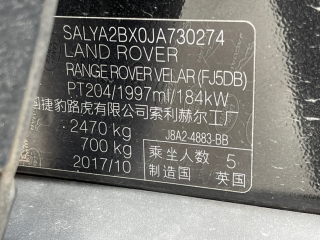 SALYA2BX0JA730274
LAND ROVER
RANGE ROVER VELAR (FJ5DB)
PT204/1997ml/184kW
国捷豹路虎有限公司索利赫尔工厂
2470 kg
700 kg
2017/10
J8A2-4883-BB
乘坐人数 5
制造国 英国